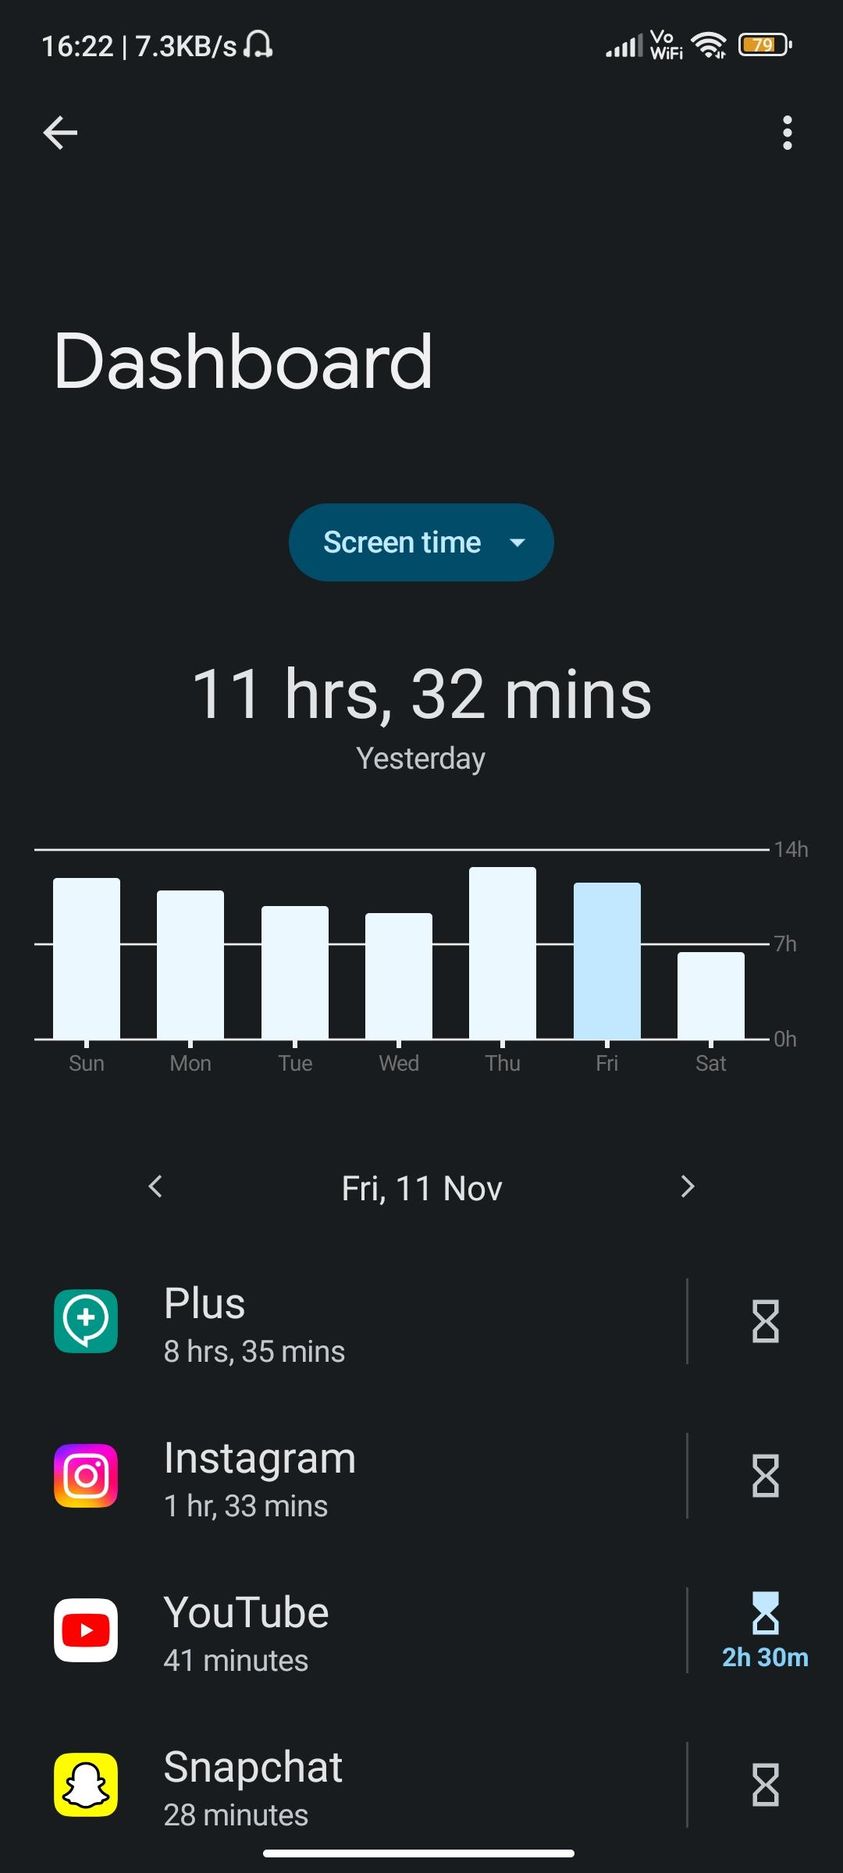 16:22 | 7.3KB/s
Vo
WiFi
79
Dashboard
Screen time
11 hrs, 32 mins
Yesterday
14h
7h
0h
Sun Mon Tue Wed Thu Fri Sat
Fri, 11 Nov
Plus
8 hrs, 35 mins
Instagram
1 hr, 33 mins
YouTube
41 minutes
2h 30m
Snapchat
28 minutes